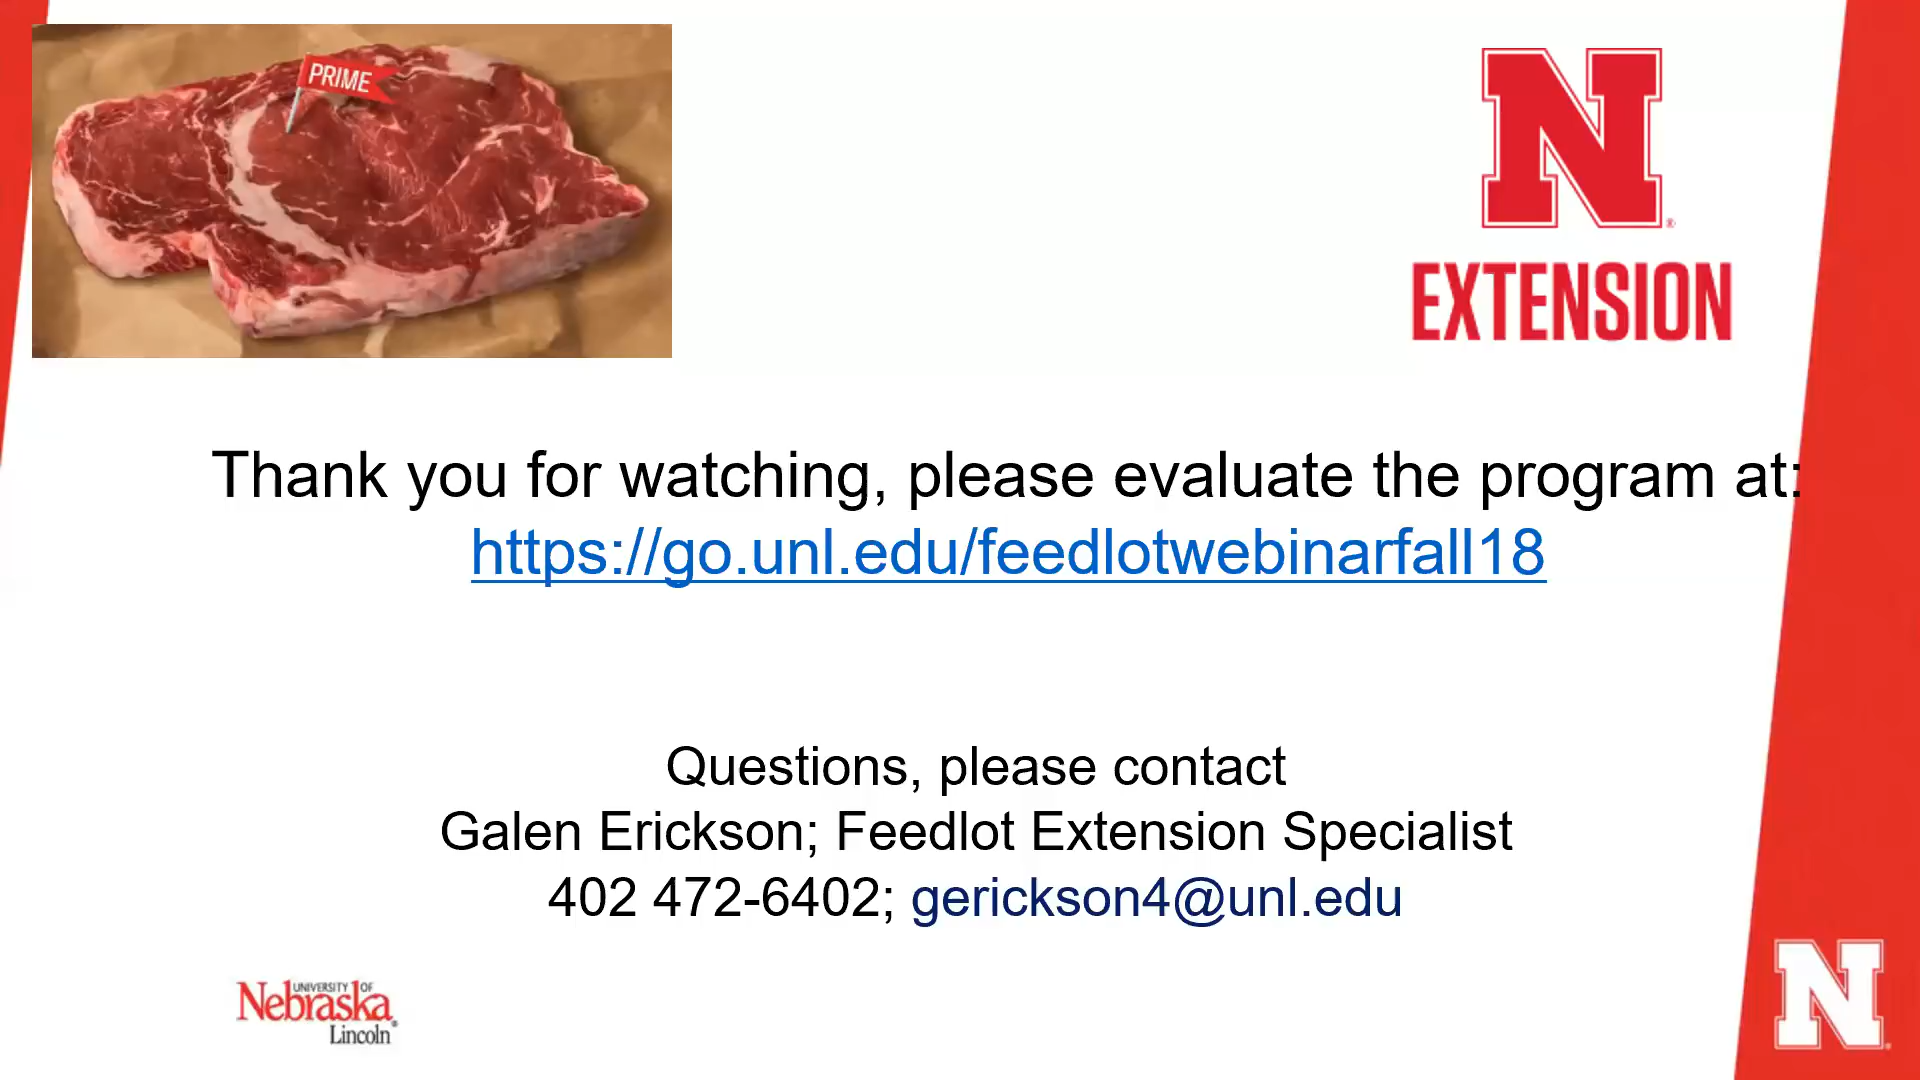 PRIME
N
EXTENSION
Thank you for watching, please evaluate the program at:
https://go.unl.edu/feedlotwebinarfall18
Questions, please contact
Galen Erickson; Feedlot Extension Specialist
402 472-6402; gerickson4@unl.edu
UNIVERSITY OF
Nebraska
Lincoln®
N